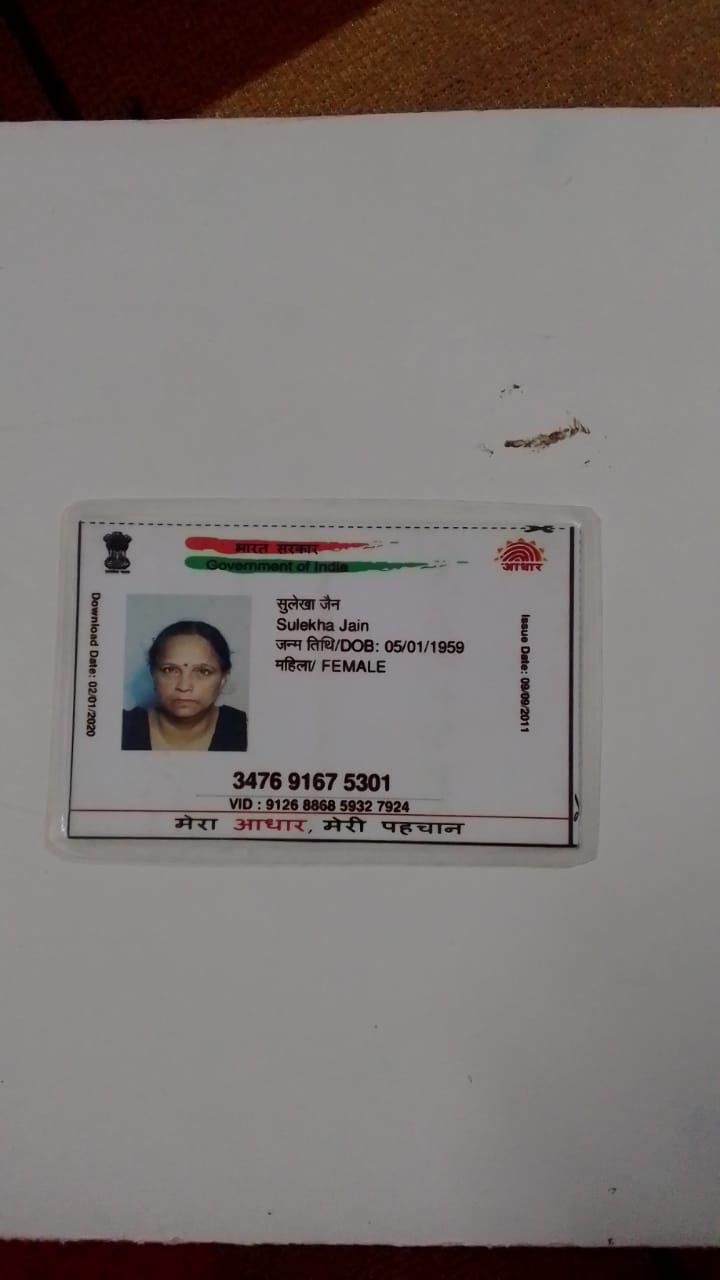 भारत सरकार
Government of India
आधार
सुलेखा जैन
Sulekha Jain
जन्म तिथि/DOB: 05/01/1959
महिला/ FEMALE
Download Date: 02/01/2020
Issue Date: 09/09/2011
3476 9167 5301
VID : 9126 8868 5932 7924
मेरा आधार, मेरी पहचान